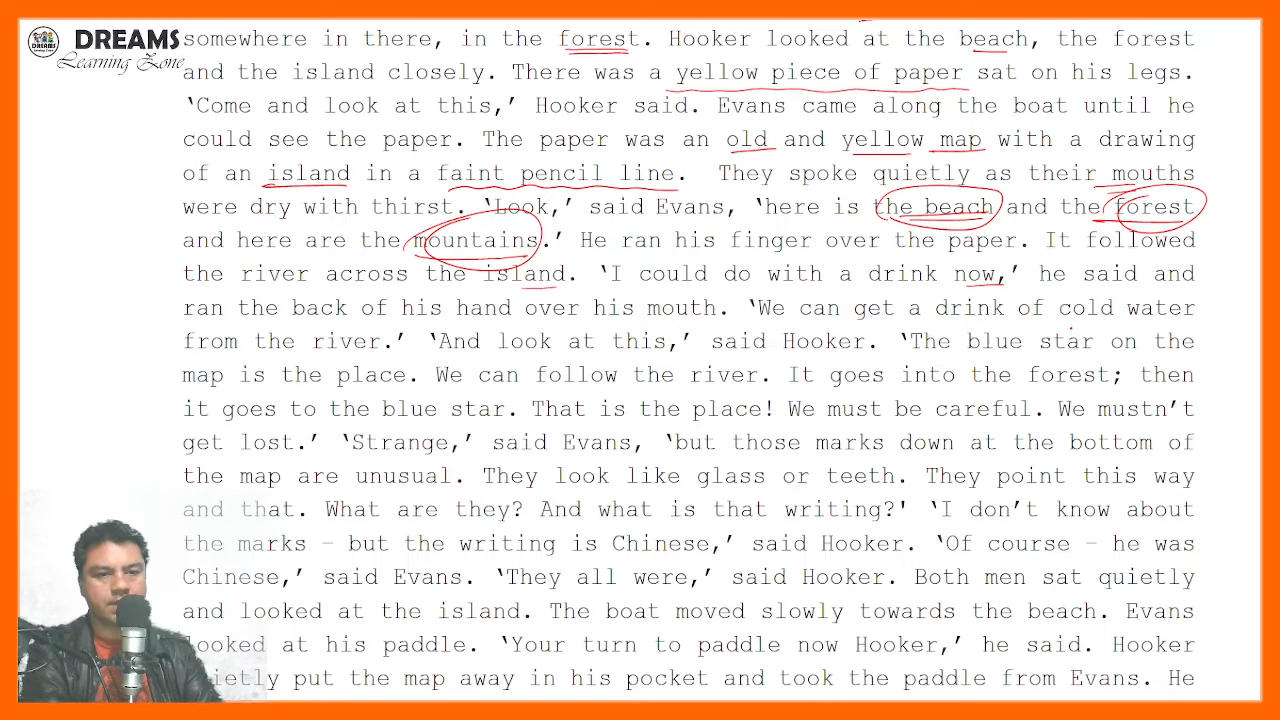 DREAMS
Learning Zone
somewhere in there, in the forest. Hooker looked at the beach, the forest
and the island closely. There was a yellow piece of paper sat on his legs.
‘Come and look at this,’ Hooker said. Evans came along the boat until he
could see the paper. The paper was an old and yellow map with a drawing
of an island in a faint pencil line. They spoke quietly as their mouths
were dry with thirst. ‘Look,’ said Evans, ‘here is the beach and the forest
and here are the mountains.’ He ran his finger over the paper. It followed
the river across the island. ‘I could do with a drink now,’ he said and
ran the back of his hand over his mouth. ‘We can get a drink of cold water
from the river.’ ‘And look at this,’ said Hooker. ‘The blue star on the
map is the place. We can follow the river. It goes into the forest; then
it goes to the blue star. That is the place! We must be careful. We mustn’t
get lost.’ ‘Strange,’ said Evans, ‘but those marks down at the bottom of
the map are unusual. They look like glass or teeth. They point this way
and that. What are they? And what is that writing?' ‘I don’t know about
the marks – but the writing is Chinese,’ said Hooker. ‘Of course – he was
Chinese,’ said Evans. ‘They all were,’ said Hooker. Both men sat quietly
and looked at the island. The boat moved slowly towards the beach. Evans
looked at his paddle. ‘Your turn to paddle now Hooker,’ he said. Hooker
quietly put the map away in his pocket and took the paddle from Evans. He